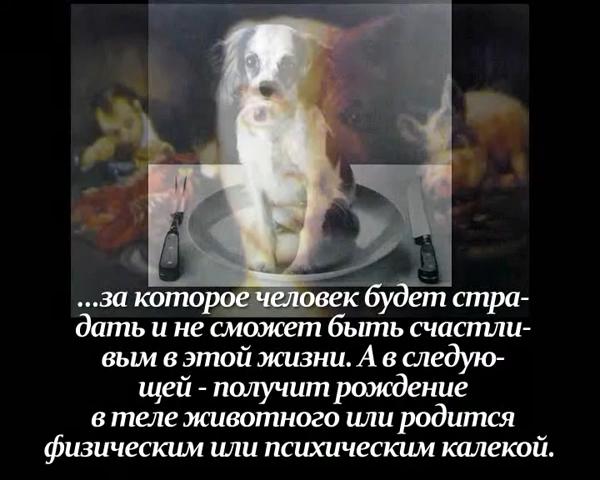 ...за которое человек будет стра-
дать и не сможет быть счастли-
вым в этой жизни. А в следую-
щей - получит рождение
в теле животного или родится
физическим или психическим калекой.